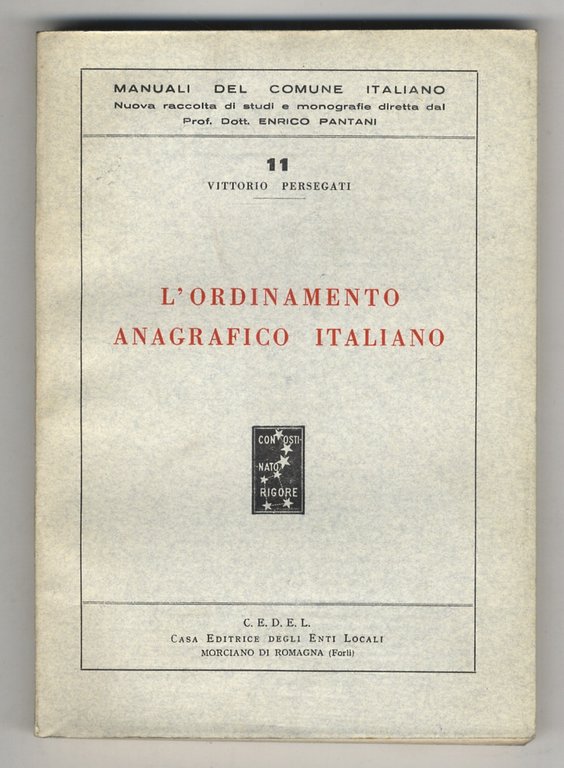 MANUALI DEL COMUNE ITALIANO
Nuova raccolta di studi e monografie diretta dal
Prof. Dott. ENRICO PANTANI
11
VITTORIO PERSEGATI
L'ORDINAMENTO
ANAGRAFICO ITALIANO
CON OSTI
NATO
RIGORE
C. E. D. E. L.
CASA EDITRICE DEGLI ENTI LOCALI
MORCIANO DI ROMAGNA (Forlì)